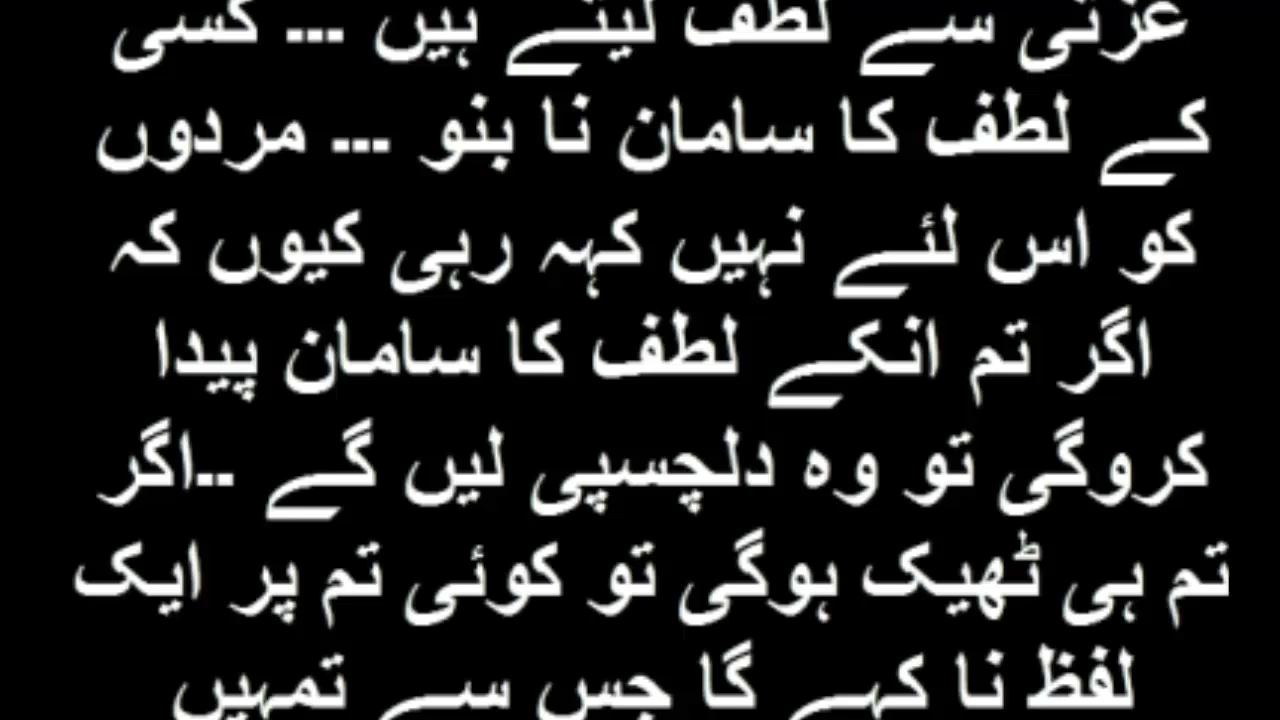 عزتی سے لطف لیتے ہیں ... کسی
کے لطف کا سامان نا بنو ... مردوں
کو اس لئے نہیں کہہ رہی کیوں کہ
اگر تم انکے لطف کا سامان پیدا
کروگی تو وہ دلچسپی لیں گے ..اگر
تم ہی ٹھیک ہوگی تو کوئی تم پر ایک
لفظ نا کہے گا جس سے تمہیں